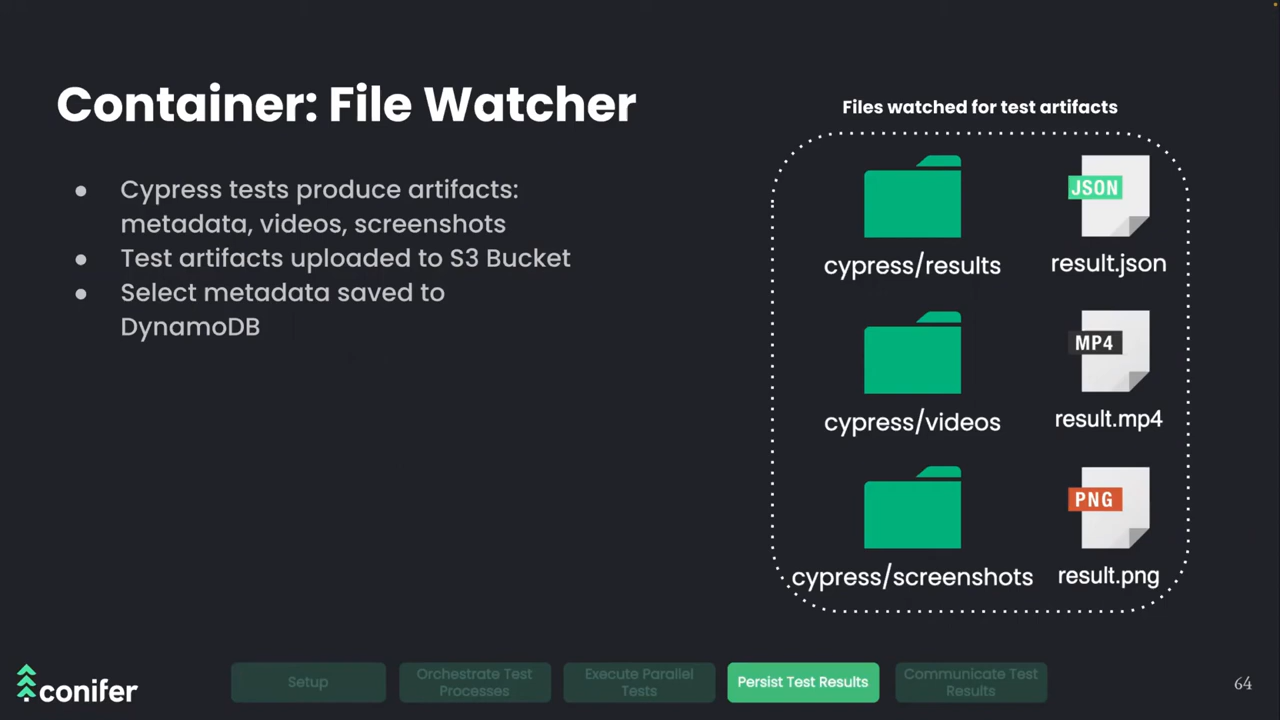 Container: File Watcher
● Cypress tests produce artifacts:
metadata, videos, screenshots
● Test artifacts uploaded to S3 Bucket
● Select metadata saved to
DynamoDB
Files watched for test artifacts
JSON
cypress/results
result.json
MP4
cypress/videos
result.mp4
PNG
cypress/screenshots
result.png
conifer
Setup
Orchestrate Test
Processes
Execute Parallel
Tests
Persist Test Results
Communicate Test
Results
64